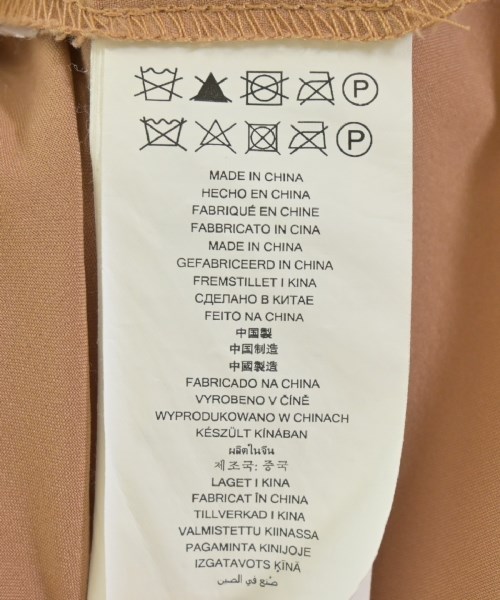 P
P
MADE IN CHINA
HECHO EN CHINA
FABRIQUÉ EN CHINE
FABBRICATO IN CINA
MADE IN CHINA
GEFABRICEERD IN CHINA
FREMSTILLET I KINA
СДЕЛАНО В КИТАЕ
FEITO NA CHINA
中国製
中国制造
中國製造
FABRICADO NA CHINA
VYROBENO V ČÍNĚ
WYPRODUKOWANO W CHINACH
KÉSZÜLT KÍNÁBAN
ผลิตในจีน
제조국: 중국
LAGET I KINA
FABRICAT ÎN CHINA
TILLVERKAD I KINA
VALMISTETTU KIINASSA
PAGAMINTA KINIJOJE
IZGATAVOTS ĶĪNĀ
صنع في الصين